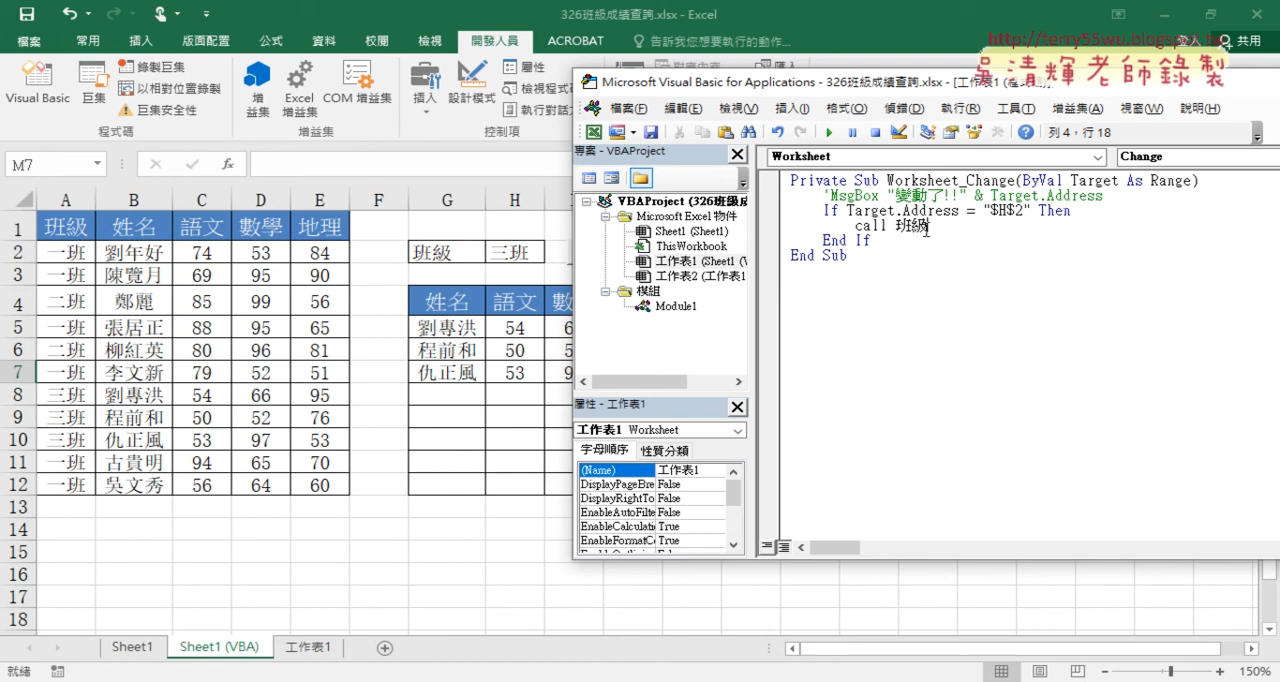 326班級成績查詢.xlsx - Excel
http://terry55wu.blogspot.tw
吳清輝老師錄製
檔案 常用 插入 版面配置 公式 資料 校閱 檢視 開發人員 ACROBAT 告訴我您想要執行的動作... 登入 共用
Visual Basic 巨集 錄製巨集 以相對位置錄製 巨集安全性 增益集 Excel 增益集 COM 增益集 插入 設計模式 屬性 檢視程式碼 執行對話
程式碼 增益集 控制項
M7 fx
A B C D E F G H
1 班級 姓名 語文 數學 地理
2 一班 劉年好 74 53 84 班級 三班
3 一班 陳覽月 69 95 90
4 二班 鄭麗 85 99 56 姓名 語文 數
5 一班 張居正 88 95 65 劉專洪 54 6
6 二班 柳紅英 80 96 81 程前和 50 5
7 一班 李文新 79 52 51 仇正風 53 9
8 三班 劉專洪 54 66 95
9 三班 程前和 50 52 76
10 三班 仇正風 53 97 53
11 一班 古貴明 94 65 70
12 一班 吳文秀 56 64 60
13
14
15
16
17
18
Sheet1 Sheet1 (VBA) 工作表1
就緒 150%
Microsoft Visual Basic for Applications - 326班級成績查詢.xlsx - [工作表1 (程式碼)]
檔案(F) 編輯(E) 檢視(V) 插入(I) 格式(O) 偵錯(D) 執行(R) 工具(T) 增益集(A) 視窗(W) 說明(H)
列 4，行 18
專案 - VBAProject
VBAProject (326班級成
Microsoft Excel 物件
Sheet1 (Sheet1)
ThisWorkbook
工作表1 (Sheet1 (V
工作表2 (工作表1
模組
Module1
屬性 - 工作表1
工作表1 Worksheet
字母順序 性質分類
(Name) 工作表1
DisplayPageBre False
DisplayRightTo False
EnableAutoFilte False
EnableCalculati True
EnableFormatCo True
Worksheet Change
Private Sub Worksheet_Change(ByVal Target As Range)
'MsgBox "變動了!!" & Target.Address
If Target.Address = "$H$2" Then
call 班級
End If
End Sub